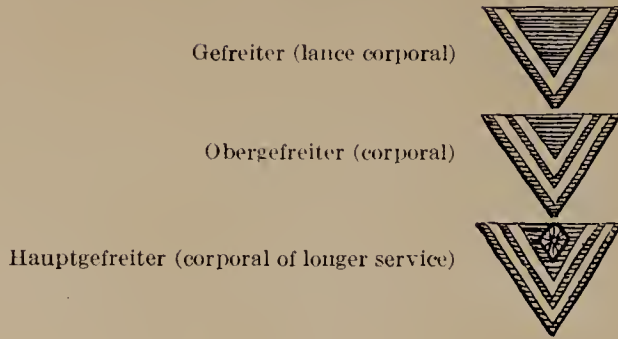 Gefreiter (lance corporal)
Obergefreiter (corporal)
Hauptgefreiter (corporal of longer service)